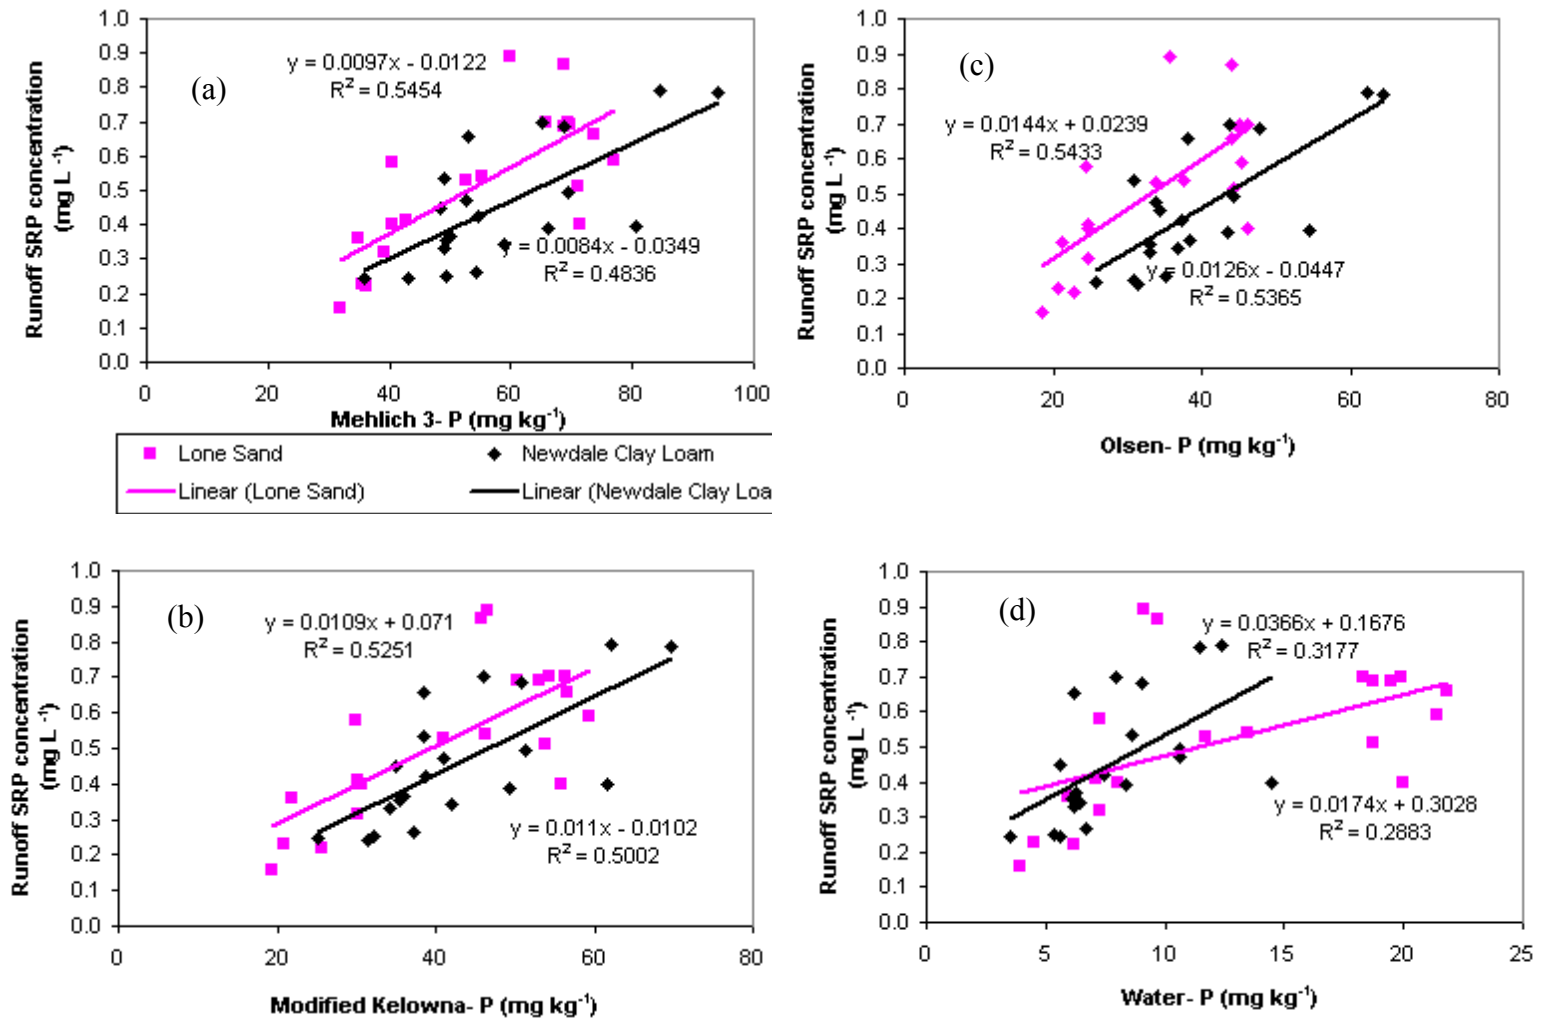 1.0
0.9
0.8
0.7
0.6
0.5
0.4
0.3
0.2
0.1
0.0
Runoff SRP concentration
(mg L -1)
(a)
y = 0.0097x - 0.0122
R² = 0.5454
y = 0.0084x - 0.0349
R² = 0.4836
0 20 40 60 80 100
Mehlich 3- P (mg kg-1)
Lone Sand Newdale Clay Loam
Linear (Lone Sand) Linear (Newdale Clay Loa
1.0
0.9
0.8
0.7
0.6
0.5
0.4
0.3
0.2
0.1
0.0
Runoff SRP concentration
(mg L -1)
(c)
y = 0.0144x + 0.0239
R² = 0.5433
y = 0.0126x - 0.0447
R² = 0.5365
0 20 40 60 80
Olsen- P (mg kg-1)
1.0
0.9
0.8
0.7
0.6
0.5
0.4
0.3
0.2
0.1
0.0
Runoff SRP concentration
(mg L -1)
(b)
y = 0.0109x + 0.071
R² = 0.5251
y = 0.011x - 0.0102
R² = 0.5002
0 20 40 60 80
Modified Kelowna- P (mg kg-1)
1.0
0.9
0.8
0.7
0.6
0.5
0.4
0.3
0.2
0.1
0.0
Runoff SRP concentration
(mg L -1)
(d)
y = 0.0366x + 0.1676
R² = 0.3177
y = 0.0174x + 0.3028
R² = 0.2883
0 5 10 15 20 25
Water- P (mg kg-1)